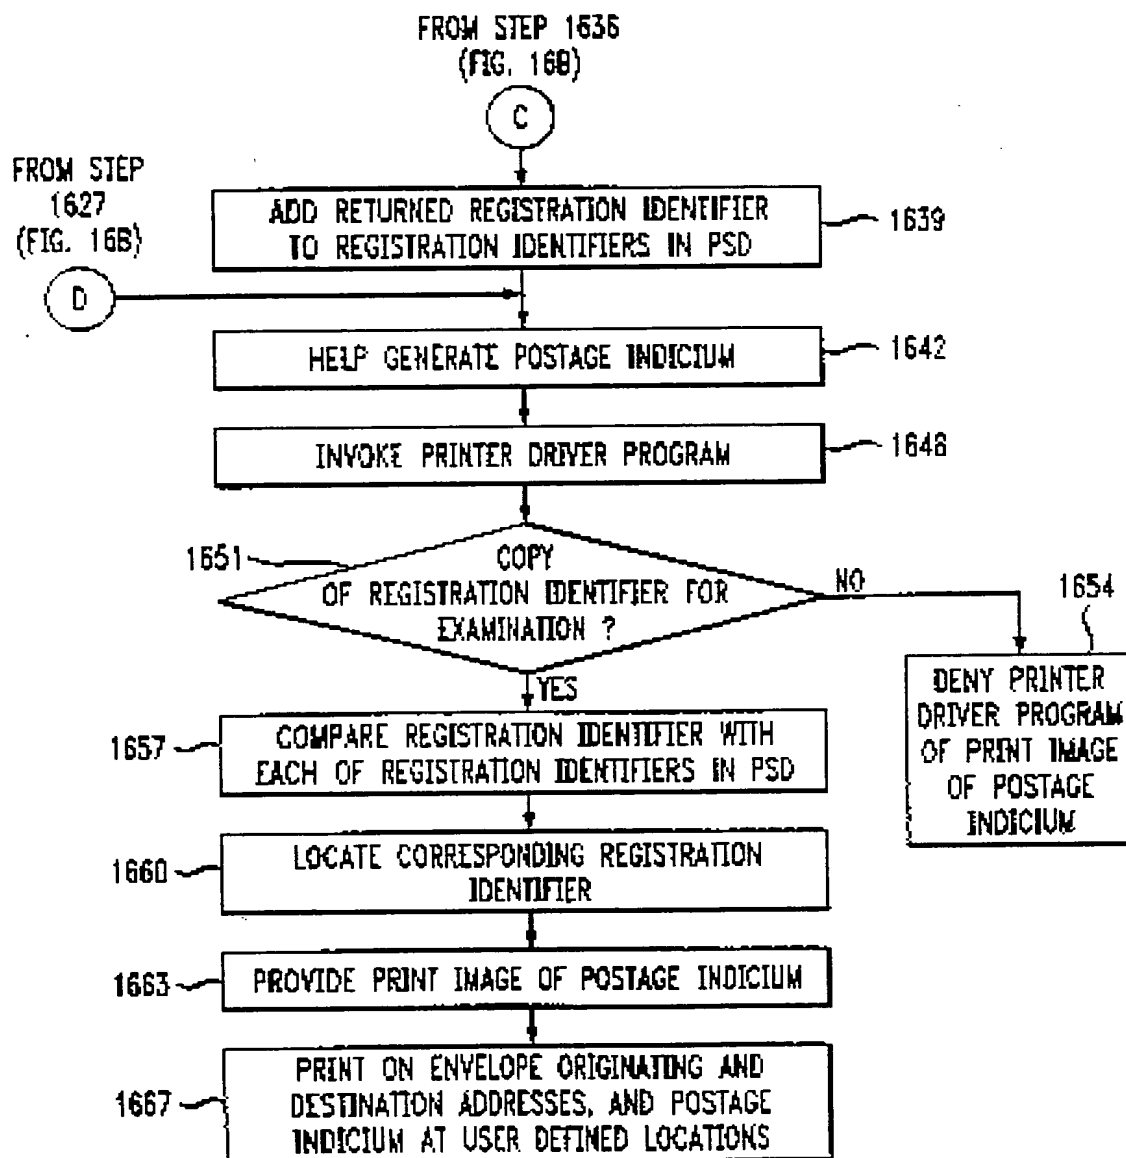 FROM STEP 1636
(FIG. 16B)
C
FROM STEP
1627
(FIG. 16B)
D
ADD RETURNED REGISTRATION IDENTIFIER
TO REGISTRATION IDENTIFIERS IN PSD
1639
HELP GENERATE POSTAGE INDICIUM
1642
INVOKE PRINTER DRIVER PROGRAM
1648
1651
COPY
OF REGISTRATION IDENTIFIER FOR
EXAMINATION ?
NO
1654
YES
DENY PRINTER
DRIVER PROGRAM
OF PRINT IMAGE
OF POSTAGE
INDICIUM
1657
COMPARE REGISTRATION IDENTIFIER WITH
EACH OF REGISTRATION IDENTIFIERS IN PSD
1660
LOCATE CORRESPONDING REGISTRATION
IDENTIFIER
1663
PROVIDE PRINT IMAGE OF POSTAGE INDICIUM
1667
PRINT ON ENVELOPE ORIGINATING AND
DESTINATION ADDRESSES, AND POSTAGE
INDICIUM AT USER DEFINED LOCATIONS